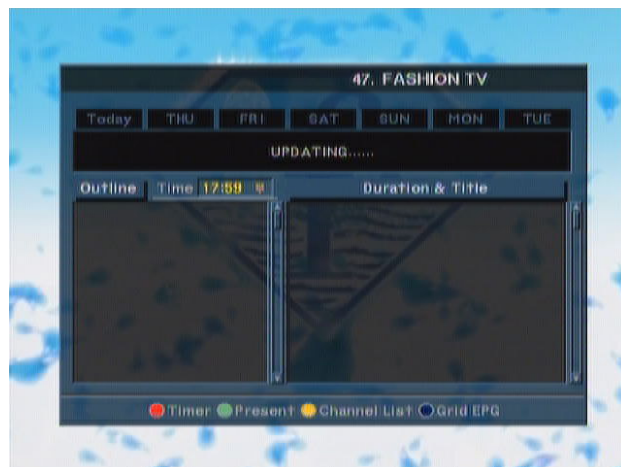 47. FASHION TV
Today THU FRI SAT SUN MON TUE
UPDATING......
Outline Time 17:59 Duration & Title
Timer Present Channel List Grid EPG